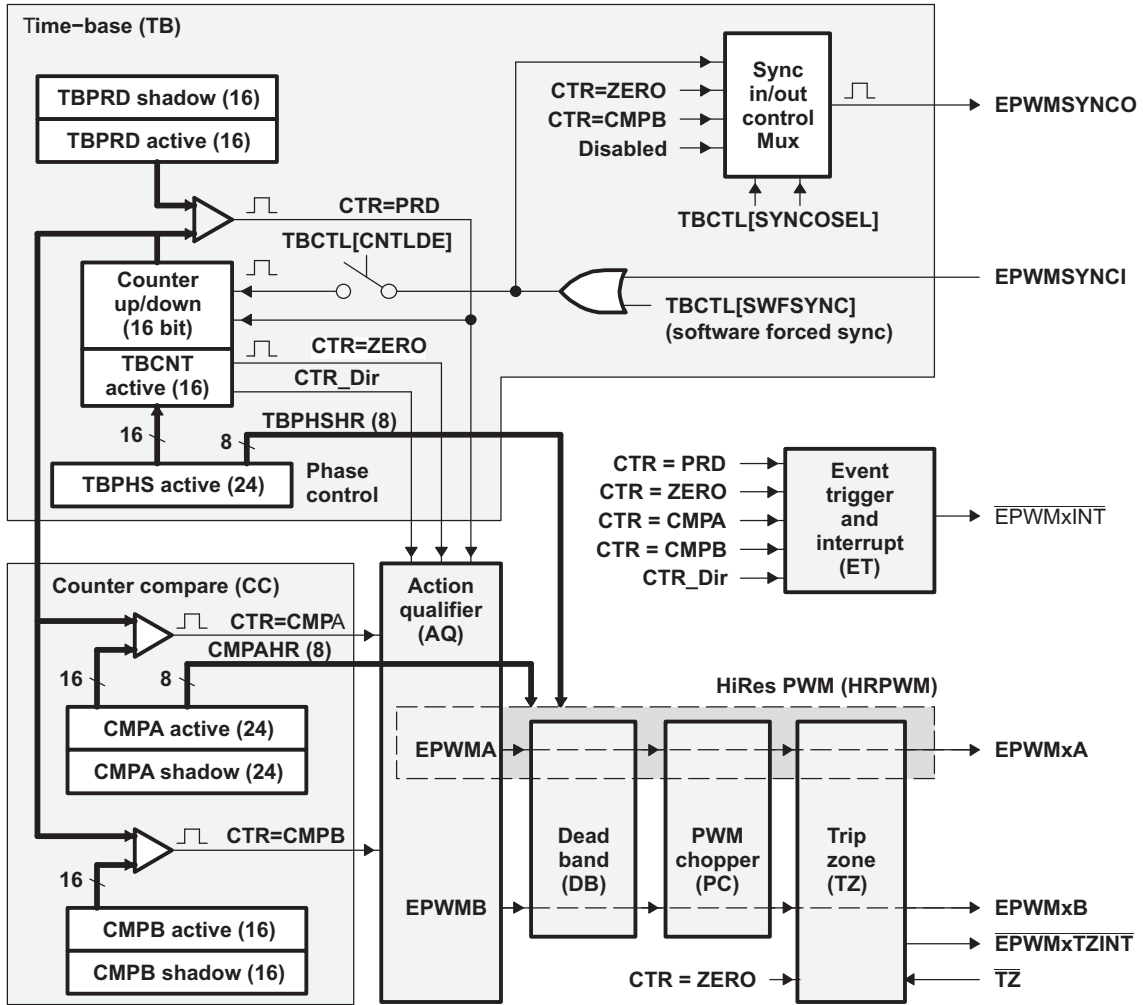 Time−base (TB)
TBPRD shadow (16)
TBPRD active (16)
CTR=PRD
TBCTL[CNTLDE]
Counter
up/down
(16 bit)
TBCNT
active (16)
CTR=ZERO
CTR_Dir
16
8
TBPHSHR (8)
TBPHS active (24)
Phase
control
CTR=ZERO
CTR=CMPB
Disabled
Sync
in/out
control
Mux
TBCTL[SYNCOSEL]
EPWMSYNCO
EPWMSYNCI
TBCTL[SWFSYNC]
(software forced sync)
CTR = PRD
CTR = ZERO
CTR = CMPA
CTR = CMPB
CTR_Dir
Event
trigger
and
interrupt
(ET)
EPWMxINT
Counter compare (CC)
CTR=CMPA
16
8
CMPAHR (8)
CMPA active (24)
CMPA shadow (24)
CTR=CMPB
16
CMPB active (16)
CMPB shadow (16)
Action
qualifier
(AQ)
EPWMA
EPWMB
HiRes PWM (HRPWM)
Dead
band
(DB)
PWM
chopper
(PC)
Trip
zone
(TZ)
CTR = ZERO
EPWMxA
EPWMxB
EPWMxTZINT
TZ